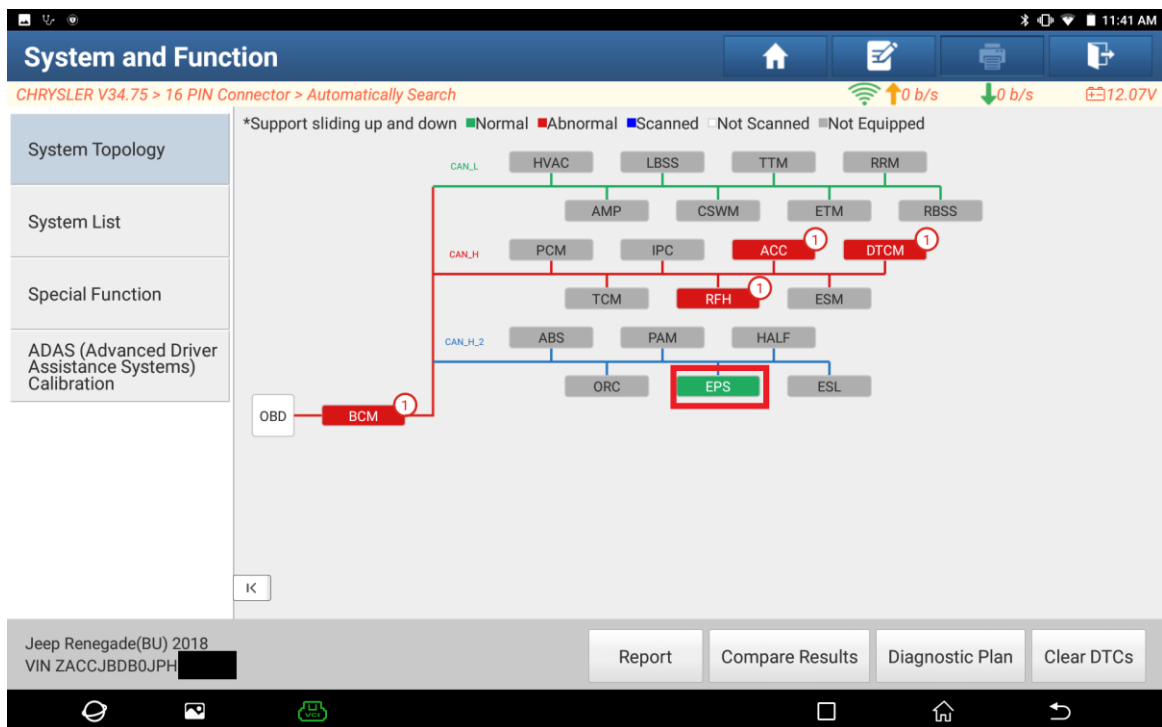 11:41 AM
System and Function
CHRYSLER V34.75 > 16 PIN Connector > Automatically Search
0 b/s
0 b/s
12.07V
System Topology
System List
Special Function
ADAS (Advanced Driver
Assistance Systems)
Calibration
*Support sliding up and down Normal Abnormal Scanned Not Scanned Not Equipped
CAN_L
HVAC
LBSS
TTM
RRM
AMP
CSWM
ETM
RBSS
CAN_H
PCM
IPC
ACC
1
DTCM
1
TCM
RFH
1
ESM
CAN_H_2
ABS
PAM
HALF
ORC
EPS
ESL
OBD
BCM
1
Jeep Renegade(BU) 2018
VIN ZACCJBDB0JPH
Report
Compare Results
Diagnostic Plan
Clear DTCs
VCI